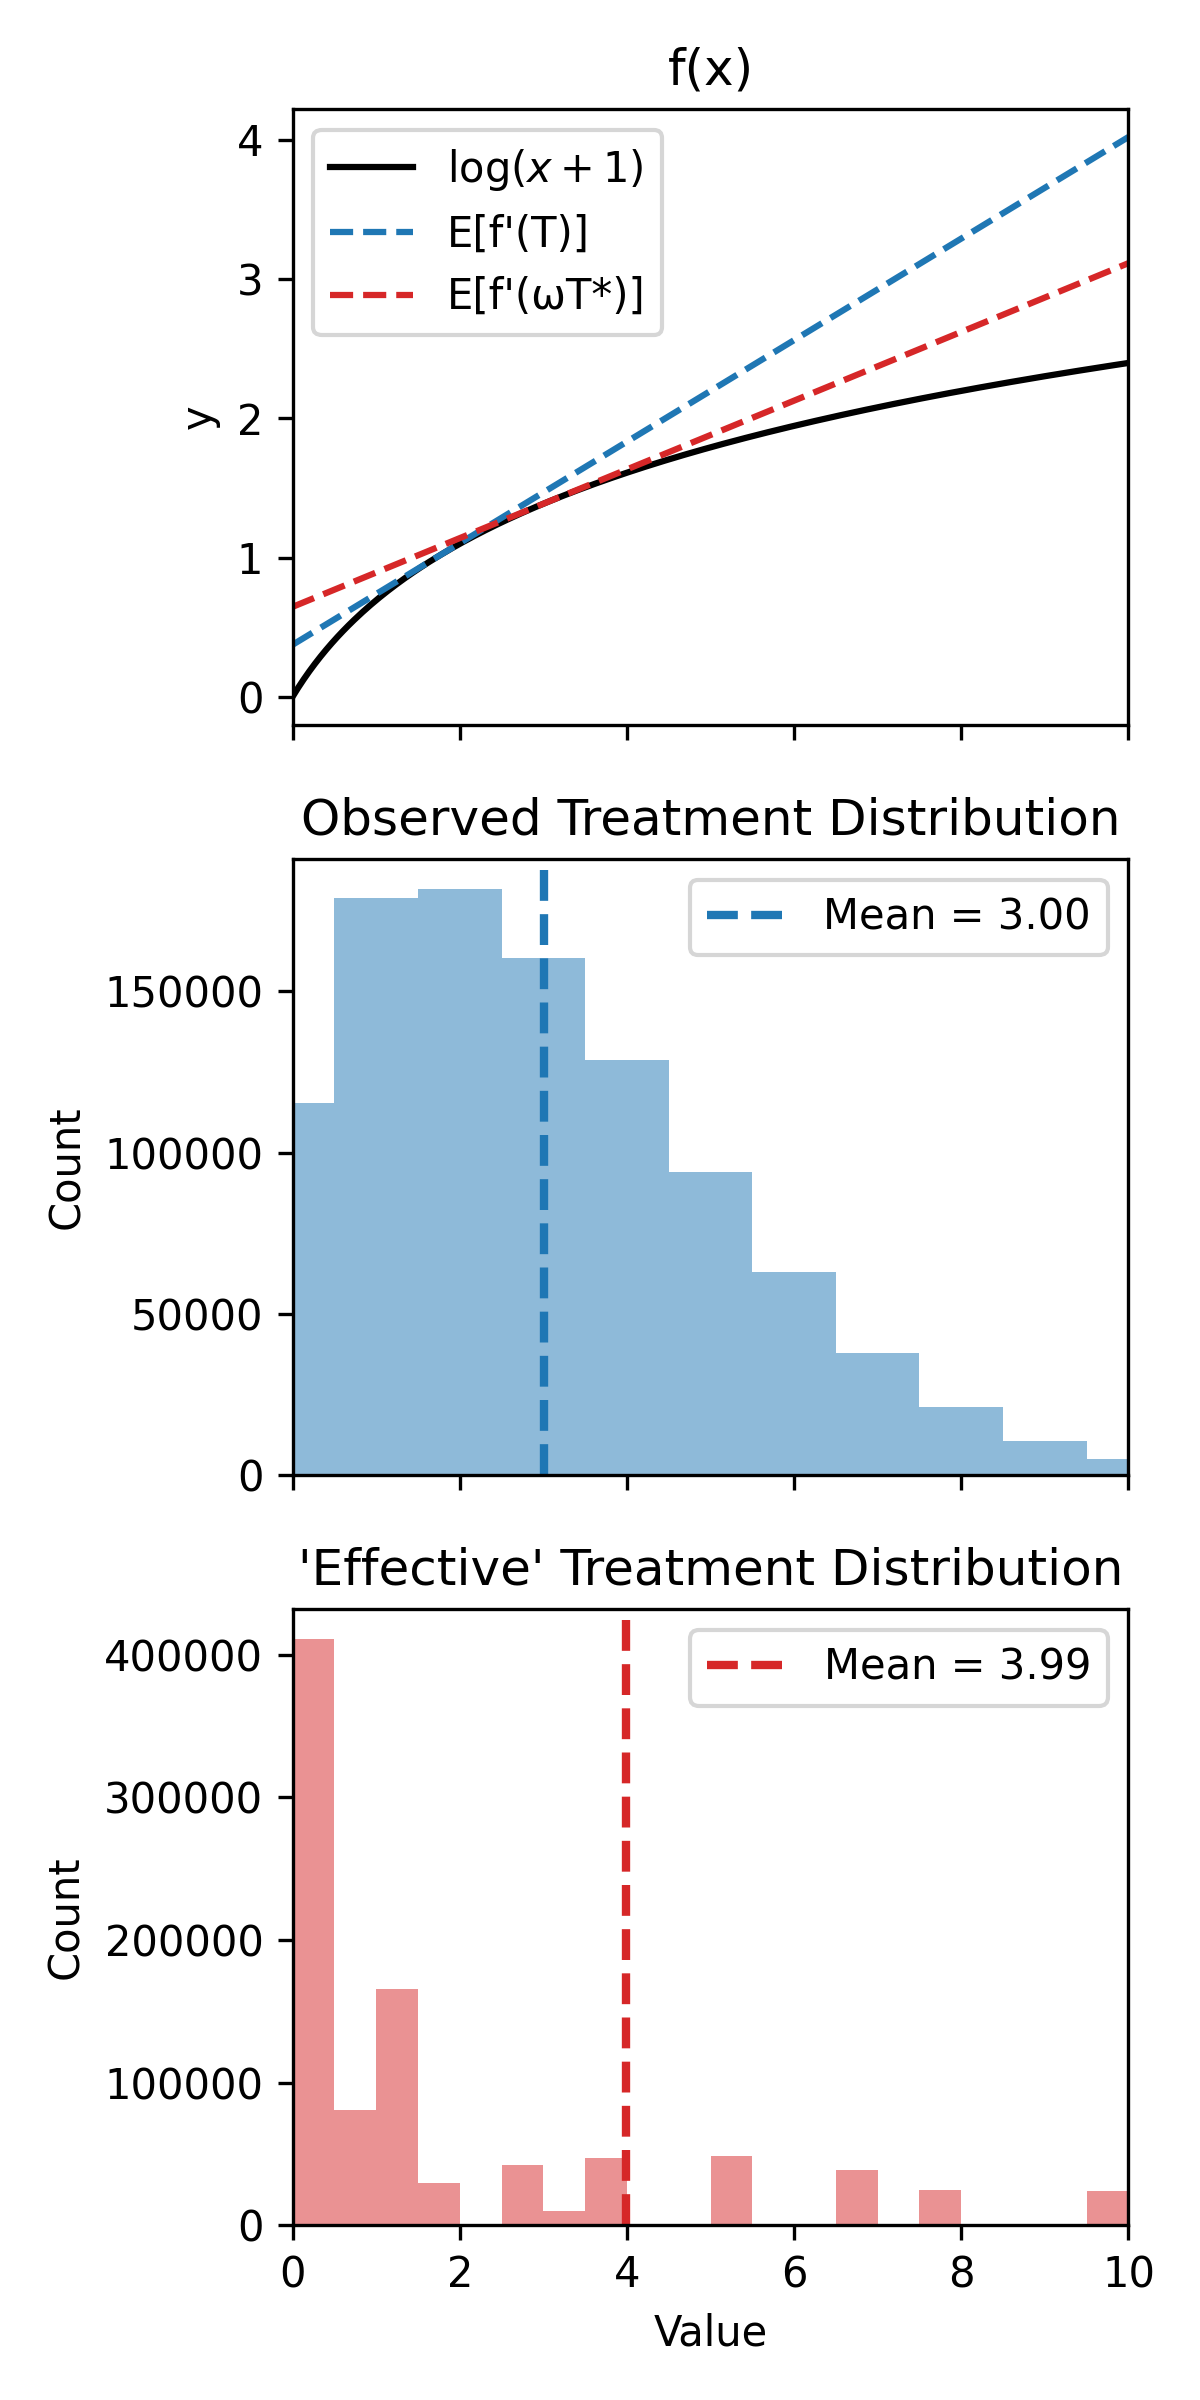 f(x)
4
3
2
1
0
y
log(x + 1)
E[f'(T)]
E[f'(ωT*)]
Observed Treatment Distribution
150000
100000
50000
0
Count
Mean = 3.00
'Effective' Treatment Distribution
400000
300000
200000
100000
0
Count
Mean = 3.99
0 2 4 6 8 10
Value